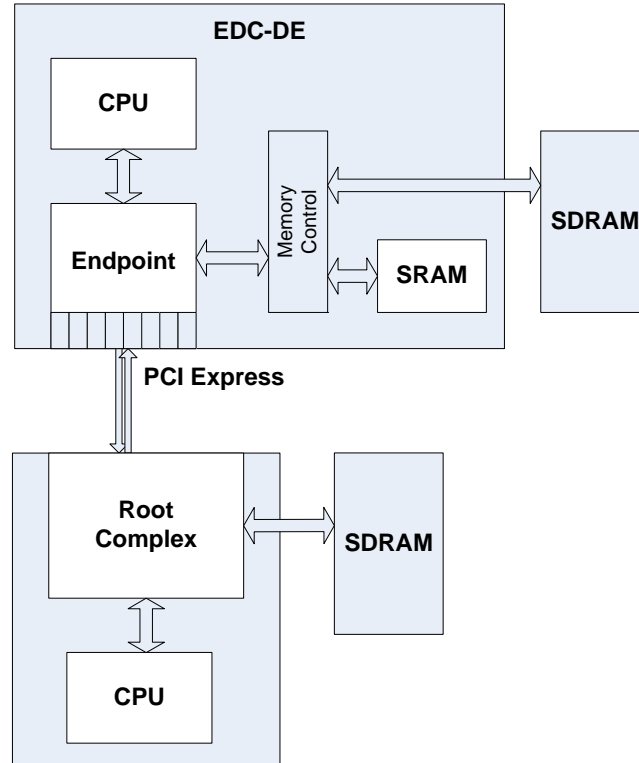 EDC-DE
CPU
Endpoint
Memory
Control
SRAM
SDRAM
PCI Express
Root
Complex
SDRAM
CPU